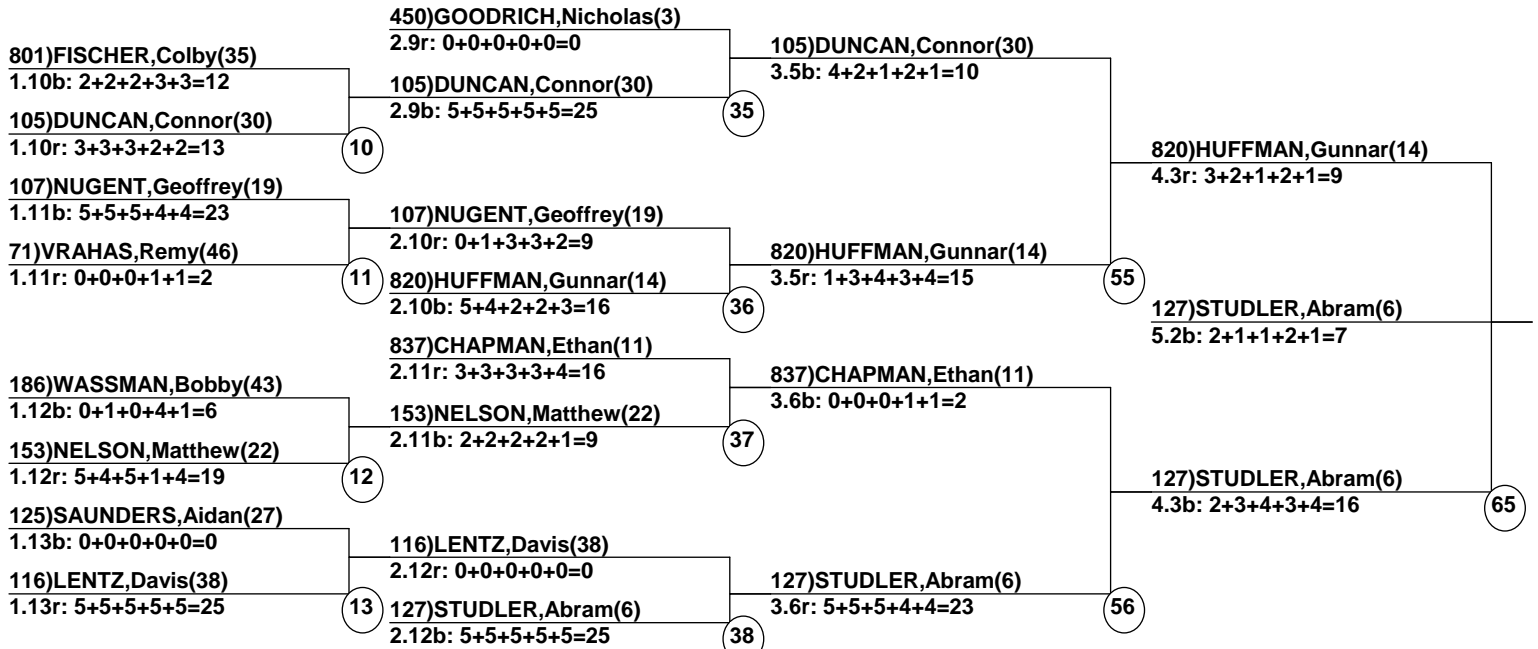 801)FISCHER,Colby(35)
1.10b: 2+2+2+3+3=12
105)DUNCAN,Connor(30)
1.10r: 3+3+3+2+2=13
10
107)NUGENT,Geoffrey(19)
1.11b: 5+5+5+4+4=23
71)VRAHAS,Remy(46)
1.11r: 0+0+0+1+1=2
11
186)WASSMAN,Bobby(43)
1.12b: 0+1+0+4+1=6
153)NELSON,Matthew(22)
1.12r: 5+4+5+1+4=19
12
125)SAUNDERS,Aidan(27)
1.13b: 0+0+0+0+0=0
116)LENTZ,Davis(38)
1.13r: 5+5+5+5+5=25
13
450)GOODRICH,Nicholas(3)
2.9r: 0+0+0+0+0=0
105)DUNCAN,Connor(30)
2.9b: 5+5+5+5+5=25
35
107)NUGENT,Geoffrey(19)
2.10r: 0+1+3+3+2=9
820)HUFFMAN,Gunnar(14)
2.10b: 5+4+2+2+3=16
36
837)CHAPMAN,Ethan(11)
2.11r: 3+3+3+3+4=16
153)NELSON,Matthew(22)
2.11b: 2+2+2+2+1=9
37
116)LENTZ,Davis(38)
2.12r: 0+0+0+0+0=0
127)STUDLER,Abram(6)
2.12b: 5+5+5+5+5=25
38
105)DUNCAN,Connor(30)
3.5b: 4+2+1+2+1=10
820)HUFFMAN,Gunnar(14)
3.5r: 1+3+4+3+4=15
55
837)CHAPMAN,Ethan(11)
3.6b: 0+0+0+1+1=2
127)STUDLER,Abram(6)
3.6r: 5+5+5+4+4=23
56
820)HUFFMAN,Gunnar(14)
4.3r: 3+2+1+2+1=9
127)STUDLER,Abram(6)
5.2b: 2+1+1+2+1=7
127)STUDLER,Abram(6)
4.3b: 2+3+4+3+4=16
65